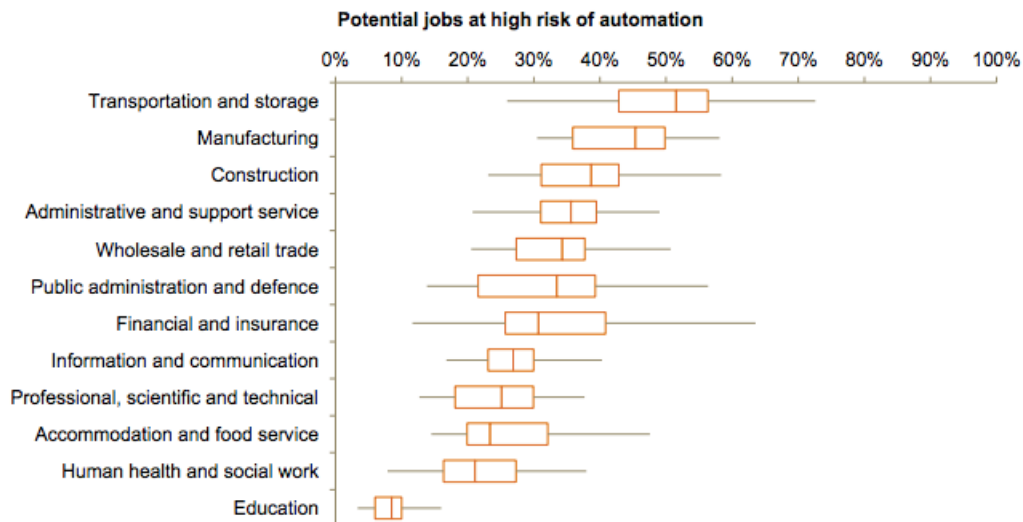 Potential jobs at high risk of automation
0% 10% 20% 30% 40% 50% 60% 70% 80% 90% 100%
Transportation and storage
Manufacturing
Construction
Administrative and support service
Wholesale and retail trade
Public administration and defence
Financial and insurance
Information and communication
Professional, scientific and technical
Accommodation and food service
Human health and social work
Education